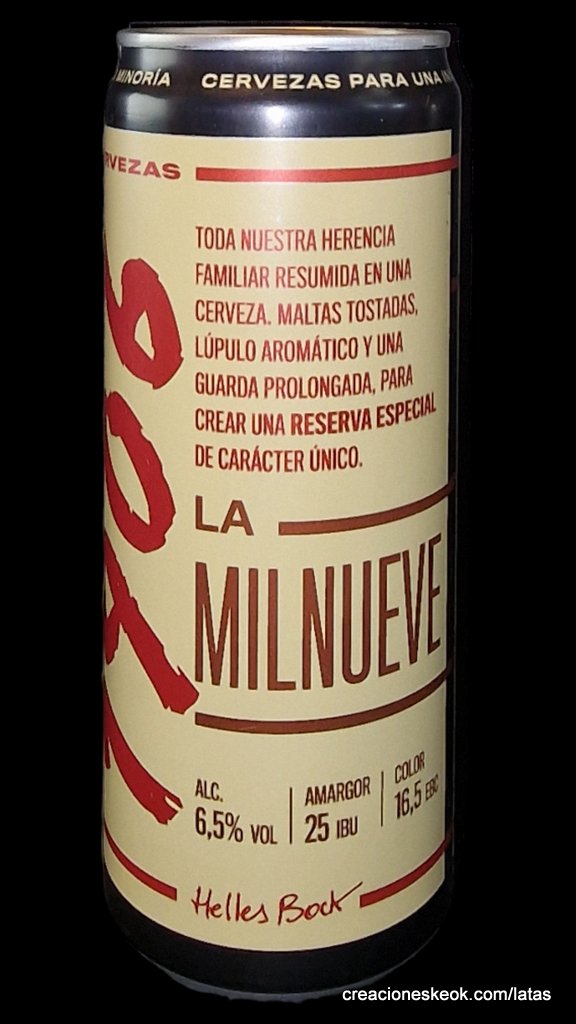 MINORÍA CERVEZAS PARA UNA
CERVEZAS
TODA NUESTRA HERENCIA
FAMILIAR RESUMIDA EN UNA
CERVEZA. MALTAS TOSTADAS,
LÚPULO AROMÁTICO Y UNA
GUARDA PROLONGADA, PARA
CREAR UNA RESERVA ESPECIAL
DE CARÁCTER ÚNICO.
LA
MILNUEVE
ALC.
6,5% VOL
AMARGOR
25 IBU
COLOR
16,5 EBC
Helles Bock
creacioneskeok.com/latas